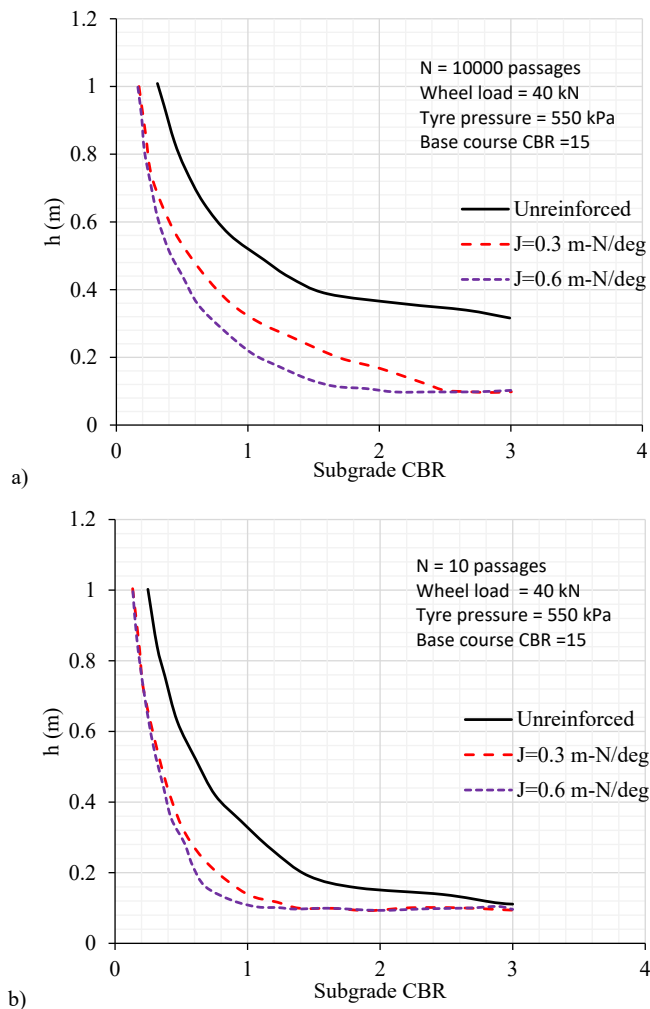 1.2
N = 10000 passages
Wheel load = 40 kN
Tyre pressure = 550 kPa
Base course CBR =15
1
0.8
0.6
0.4
0.2
0
h (m)
Unreinforced
J=0.3 m-N/deg
J=0.6 m-N/deg
0 1 2 3 4
Subgrade CBR
a)
1.2
N = 10 passages
Wheel load = 40 kN
Tyre pressure = 550 kPa
Base course CBR =15
1
0.8
0.6
0.4
0.2
0
h (m)
Unreinforced
J=0.3 m-N/deg
J=0.6 m-N/deg
0 1 2 3 4
Subgrade CBR
b)